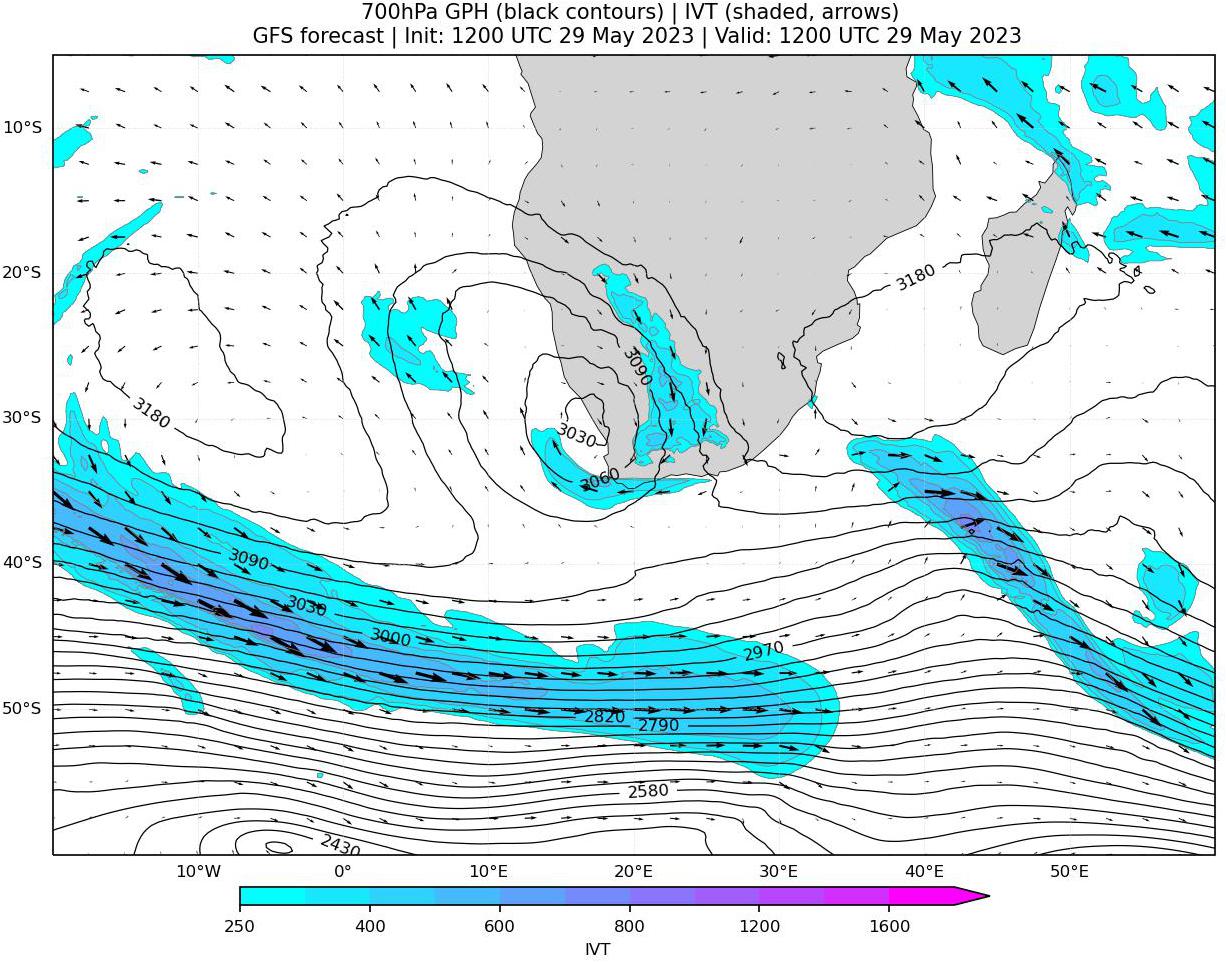 700hPa GPH (black contours) | IVT (shaded, arrows)
GFS forecast | Init: 1200 UTC 29 May 2023 | Valid: 1200 UTC 29 May 2023
10°S
20°S
3180
3090
3180
30°S
3030
3060
3090
40°S
3030
3000
2970
50°S
2820
2790
2580
2430
10°W 0° 10°E 20°E 30°E 40°E 50°E
250 400 600 800 1200 1600
IVT